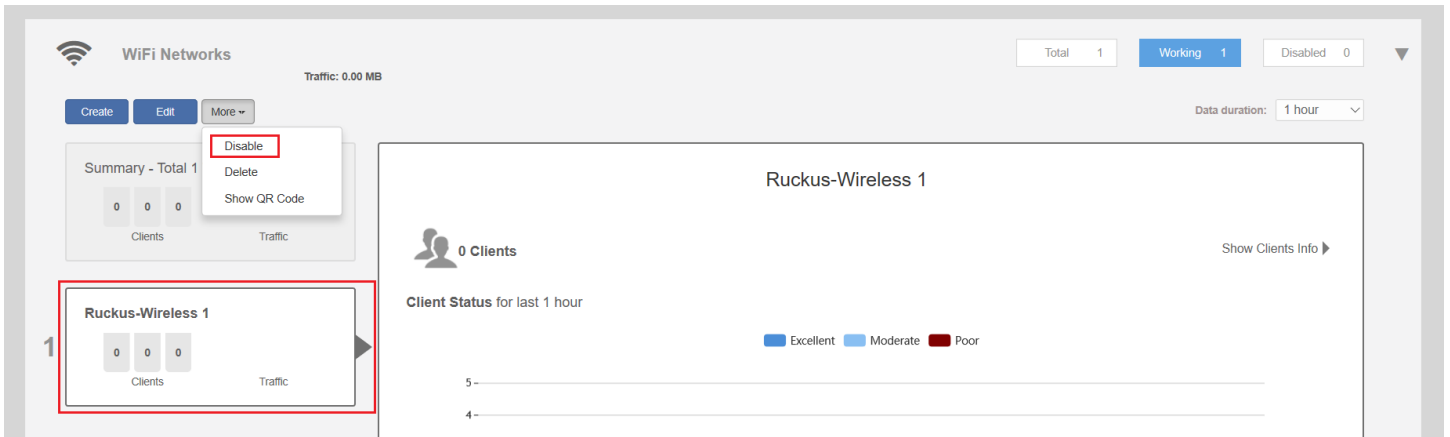 WiFi Networks
Total 1
Working 1
Disabled 0
Traffic: 0.00 MB
Create
Edit
More
Data duration: 1 hour
Disable
Delete
Show QR Code
Summary - Total 1
0 0 0
Clients
Traffic
1
Ruckus-Wireless 1
0 0 0
Clients
Traffic
Ruckus-Wireless 1
0 Clients
Show Clients Info
Client Status for last 1 hour
Excellent
Moderate
Poor
5
4